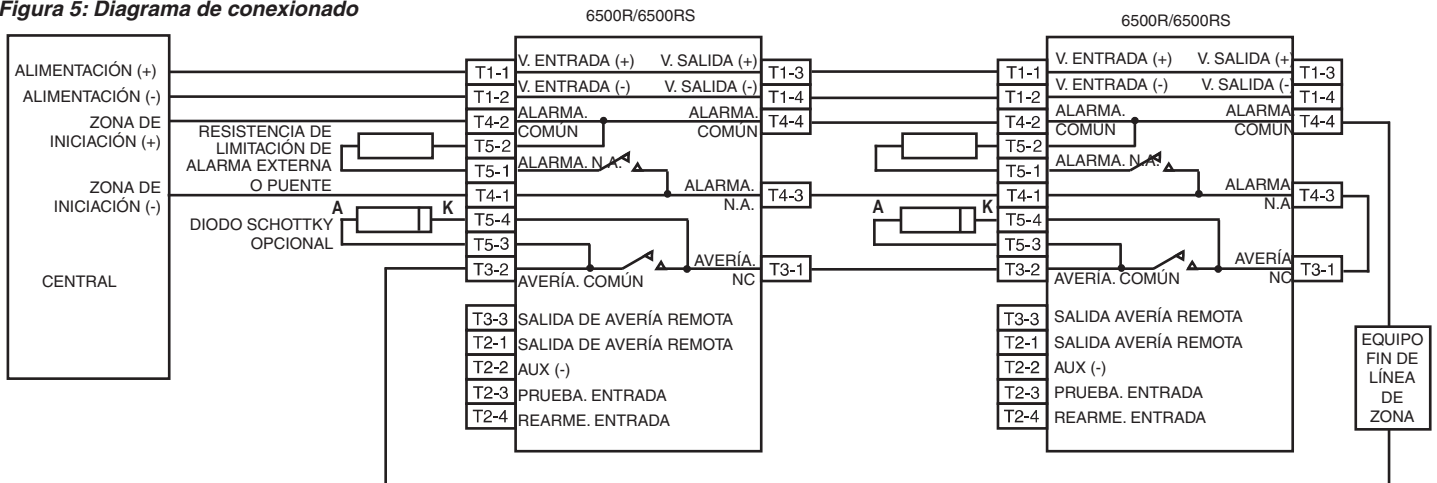 Figura 5: Diagrama de conexionado
6500R/6500RS
6500R/6500RS
ALIMENTACIÓN (+)
ALIMENTACIÓN (-)
ZONA DE
INICIACIÓN (+)
ZONA DE
INICIACIÓN (-)
CENTRAL
RESISTENCIA DE
LIMITACIÓN DE
ALARMA EXTERNA
O PUENTE
A K
DIODO SCHOTTKY
OPCIONAL
T1-1
T1-2
T4-2
T5-2
T5-1
T4-1
T5-4
T5-3
T3-2
T3-3
T2-1
T2-2
T2-3
T2-4
V. ENTRADA (+) V. SALIDA (+)
V. ENTRADA (-) V. SALIDA (-)
ALARMA. ALARMA.
COMÚN COMÚN
ALARMA. N.A.
ALARMA.
N.A.
AVERÍA.
NC
AVERÍA. COMÚN
SALIDA DE AVERÍA REMOTA
SALIDA DE AVERÍA REMOTA
AUX (-)
PRUEBA. ENTRADA
REARME. ENTRADA
T1-3
T1-4
T4-4
T4-3
T3-1
A K
T1-1
T1-2
T4-2
T5-2
T5-1
T4-1
T5-4
T5-3
T3-2
T3-3
T2-1
T2-2
T2-3
T2-4
V. ENTRADA (+) V. SALIDA (+)
V. ENTRADA (-) V. SALIDA (-)
ALARMA. ALARMA
COMUN COMUN
ALARMA. N.A.
ALARMA
N.A
AVERÍA
NC
AVERÍA. COMÚN
SALIDA AVERÍA REMOTA
SALIDA AVERÍA REMOTA
AUX (-)
PRUEBA. ENTRADA
REARME. ENTRADA
T1-3
T1-4
T4-4
T4-3
T3-1
EQUIPO
FIN DE
LÍNEA
DE
ZONA